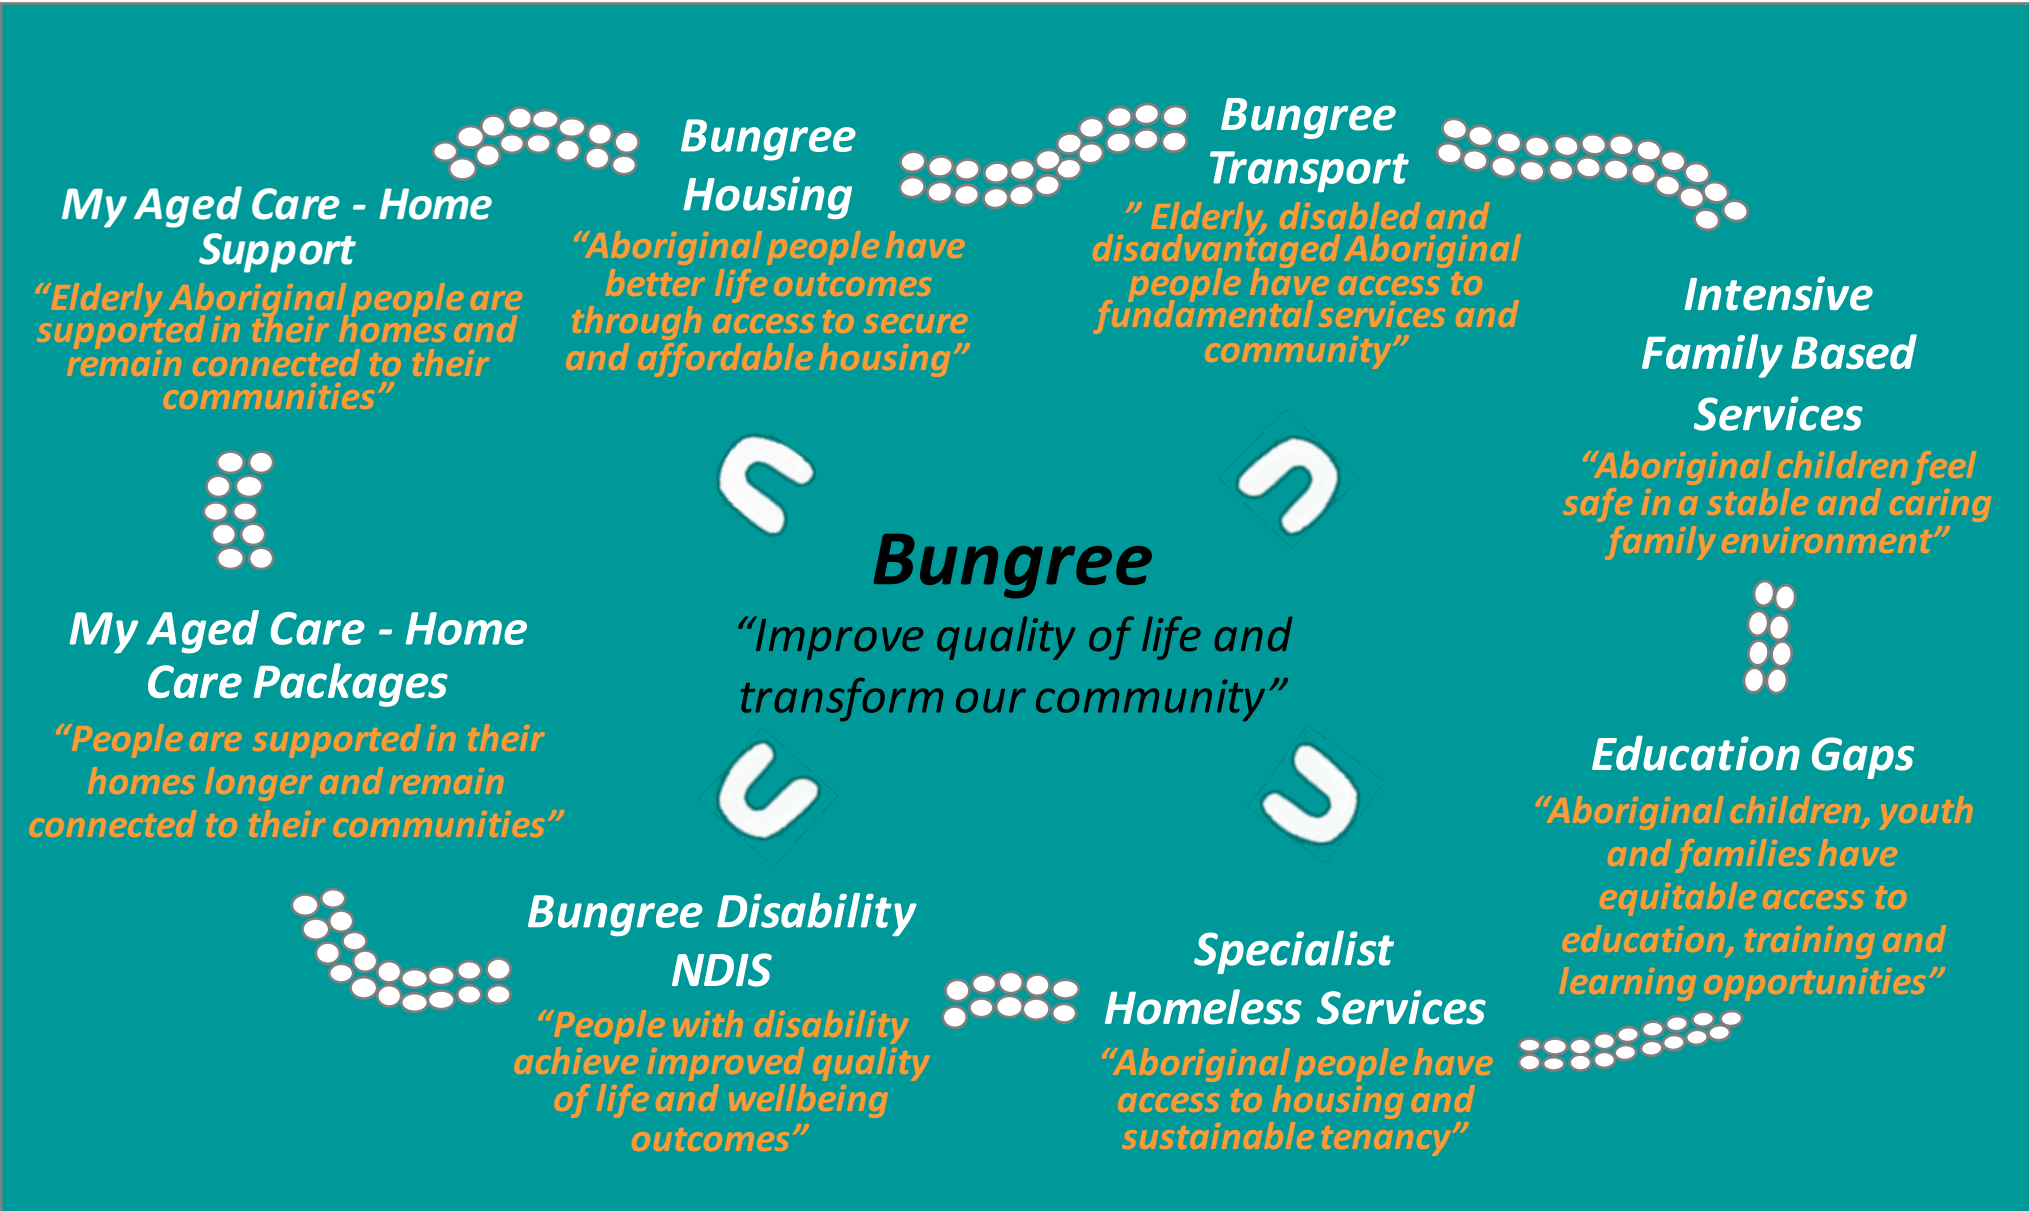 My Aged Care - Home
Support
“Elderly Aboriginal people are
supported in their homes and
remain connected to their
communities”
Bungree
Housing
“Aboriginal people have
better life outcomes
through access to secure
and affordable housing”
Bungree
Transport
” Elderly, disabled and
disadvantaged Aboriginal
people have access to
fundamental services and
community”
Intensive
Family Based
Services
“Aboriginal children feel
safe in a stable and caring
family environment”
Bungree
“Improve quality of life and
transform our community”
My Aged Care - Home
Care Packages
“People are supported in their
homes longer and remain
connected to their communities”
Education Gaps
“Aboriginal children, youth
and families have
equitable access to
education, training and
learning opportunities”
Bungree Disability
NDIS
“People with disability
achieve improved quality
of life and wellbeing
outcomes”
Specialist
Homeless Services
“Aboriginal people have
access to housing and
sustainable tenancy”